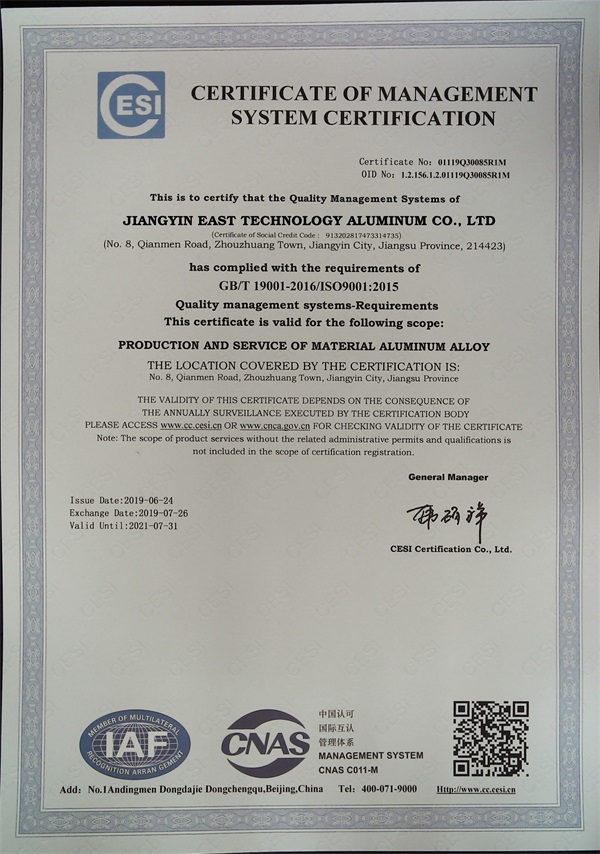 CESI
CERTIFICATE OF MANAGEMENT
SYSTEM CERTIFICATION
Certificate No: 01119Q30085R1M
OID No: 1.2.156.1.2.01119Q30085R1M
This is to certify that the Quality Management Systems of
JIANGYIN EAST TECHNOLOGY ALUMINUM CO., LTD
(Certificate of Social Credit Code : 913202817473314735)
(No. 8, Qianmen Road, Zhouzhuang Town, Jiangyin City, Jiangsu Province, 214423)
has complied with the requirements of
GB/T 19001-2016/ISO9001:2015
Quality management systems-Requirements
This certificate is valid for the following scope:
PRODUCTION AND SERVICE OF MATERIAL ALUMINUM ALLOY
THE LOCATION COVERED BY THE CERTIFICATION IS:
No. 8, Qianmen Road, Zhouzhuang Town, Jiangyin City, Jiangsu Province
THE VALIDITY OF THIS CERTIFICATE DEPENDS ON THE CONSEQUENCE OF
THE ANNUALLY SURVEILLANCE EXECUTED BY THE CERTIFICATION BODY
PLEASE ACCESS www.cc.cesi.cn OR www.cnca.gov.cn FOR CHECKING VALIDITY OF THE CERTIFICATE
Note: The scope of product services without the related administrative permits and qualifications is
not included in the scope of certification registration.
General Manager
Issue Date:2019-06-24
Exchange Date:2019-07-26
Valid Until:2021-07-31
CESI Certification Co., Ltd.
MEMBER OF MULTILATERAL
IAF
RECOGNITION ARRANGEMENT
CNAS
中国认可
国际互认
管理体系
MANAGEMENT SYSTEM
CNAS C011-M
Add: No.1Andingmen Dongdajie Dongchengqu,Beijing,China Tel: 400-071-9000 Http://www.cc.cesi.cn